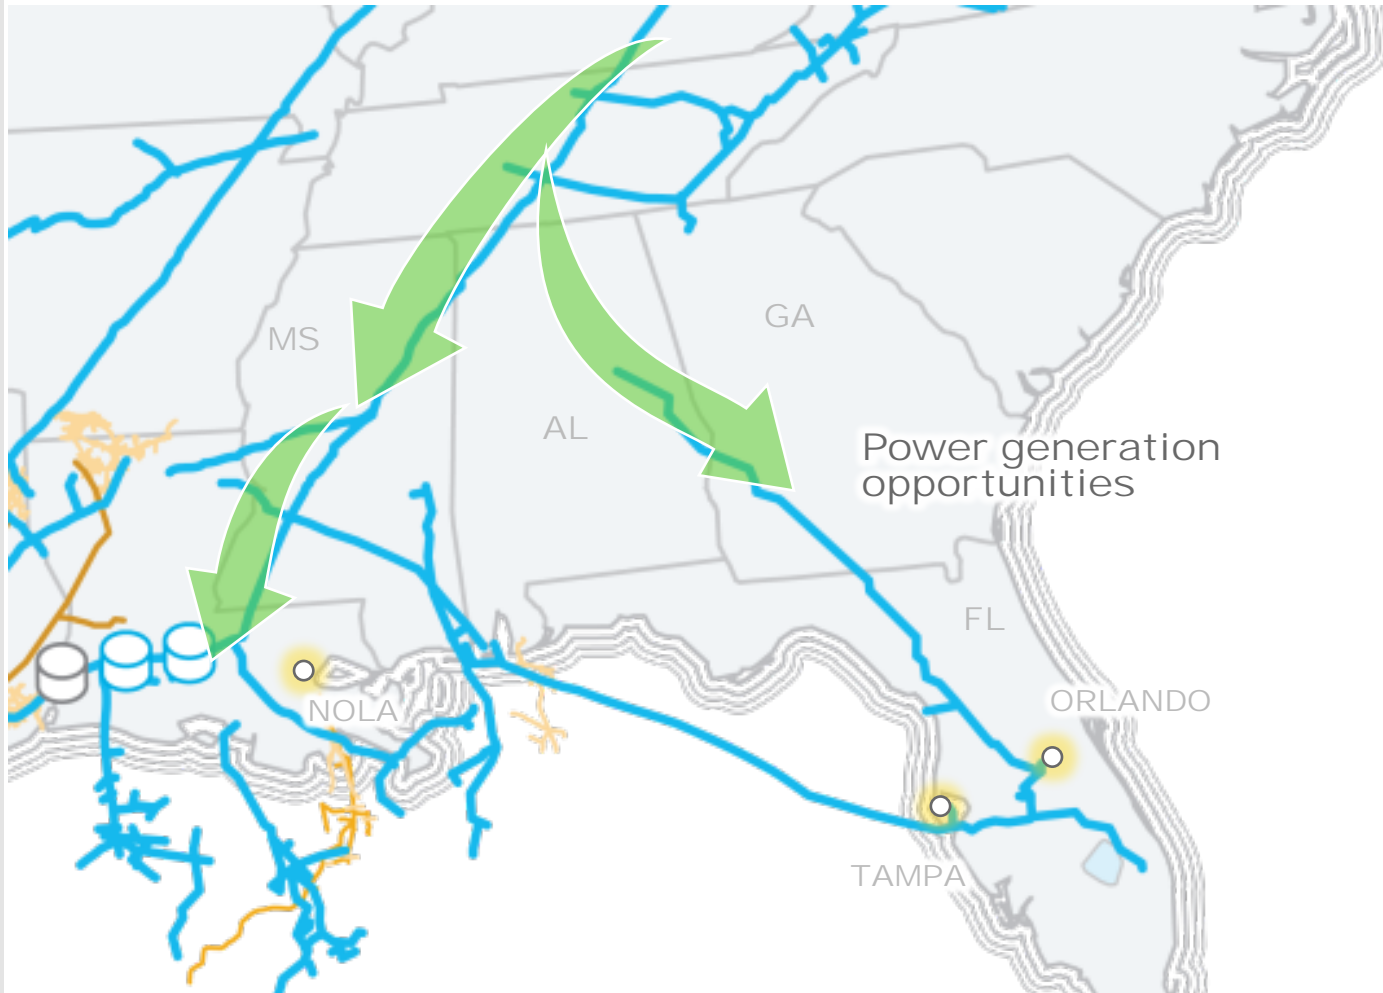 GA
MS
AL
Power generation
opportunities
FL
ORLANDO
NOLA
TAMPA